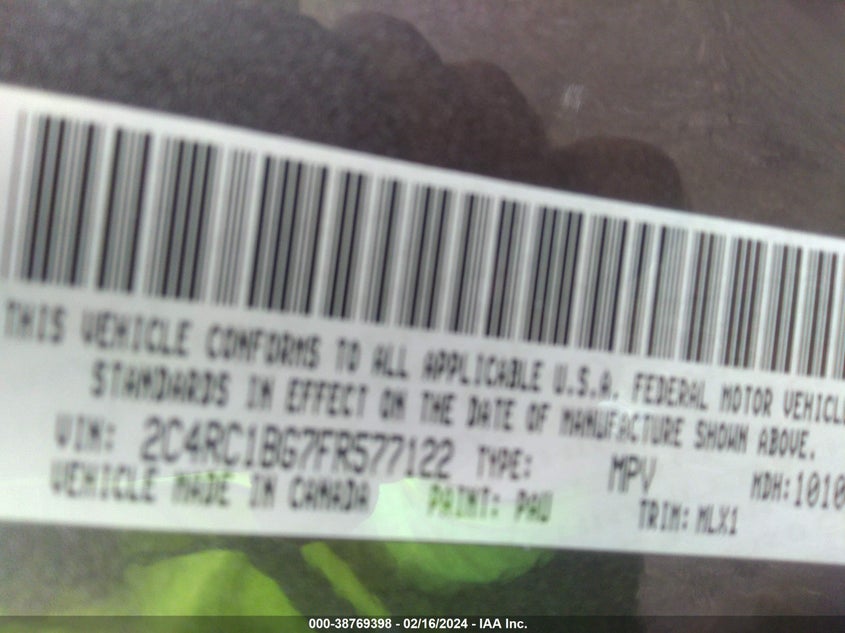 THIS VEHICLE CONFORMS TO ALL APPLICABLE U.S.A. FEDERAL MOTOR VEHICLE
STANDARDS IN EFFECT ON THE DATE OF MANUFACTURE SHOWN ABOVE.
VIN: 2C4RC1BG7FR577122 TYPE: MPV MDH: 1010
VEHICLE MADE IN CANADA PAINT: PAU TRIM: MLX1
000-38769398 - 02/16/2024 - IAA Inc.